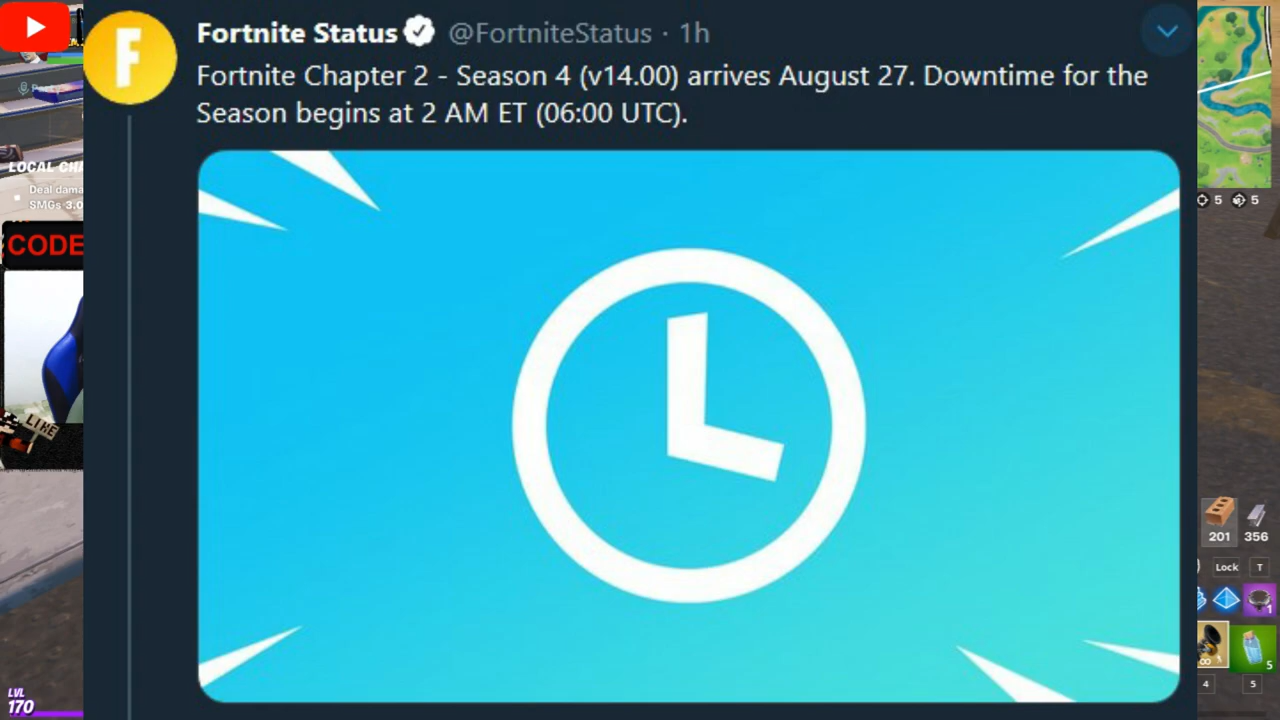 Fortnite Status @FortniteStatus · 1h
Fortnite Chapter 2 - Season 4 (v14.00) arrives August 27. Downtime for the
Season begins at 2 AM ET (06:00 UTC).
LOCAL
Deal
SMGs 3.0
CODE
LIKE
LVL
170
5 5
201 356
Lock T
1
5
4 5